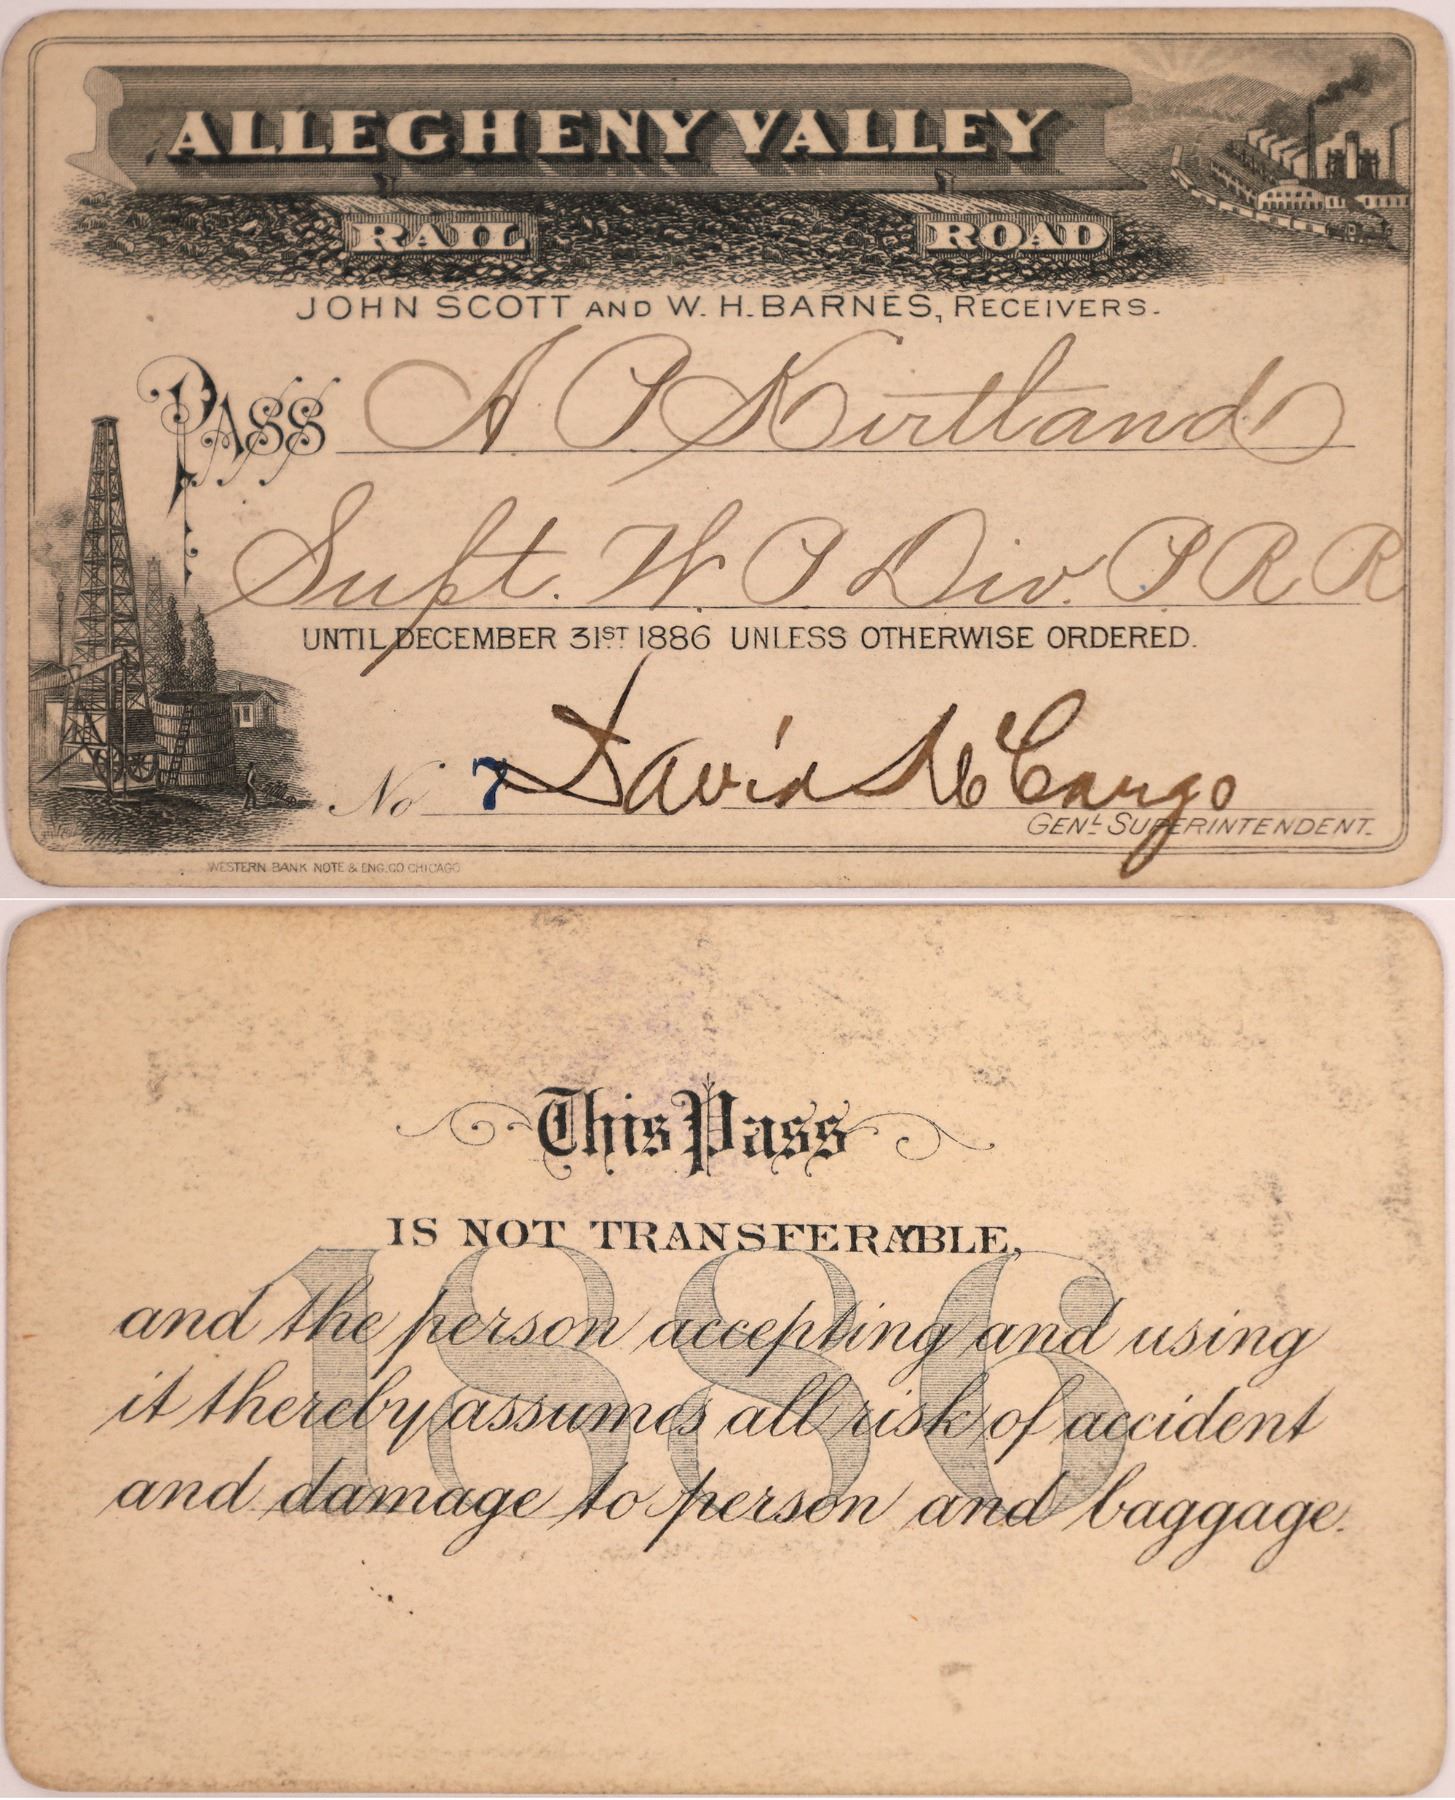 ALLEGHENY VALLEY
RAIL ROAD
JOHN SCOTT AND W. H. BARNES, RECEIVERS.
PASS A. P. Kirtland
Supt. W. P. Div. P. R. R
UNTIL DECEMBER 31ST 1886 UNLESS OTHERWISE ORDERED.
No 7 David McCargo
GENL SUPERINTENDENT.
WESTERN BANK NOTE & ENG. CO CHICAGO
This Pass
IS NOT TRANSFERABLE,
1886
and the person accepting and using
it thereby assumes all risk of accident
and damage to person and baggage.